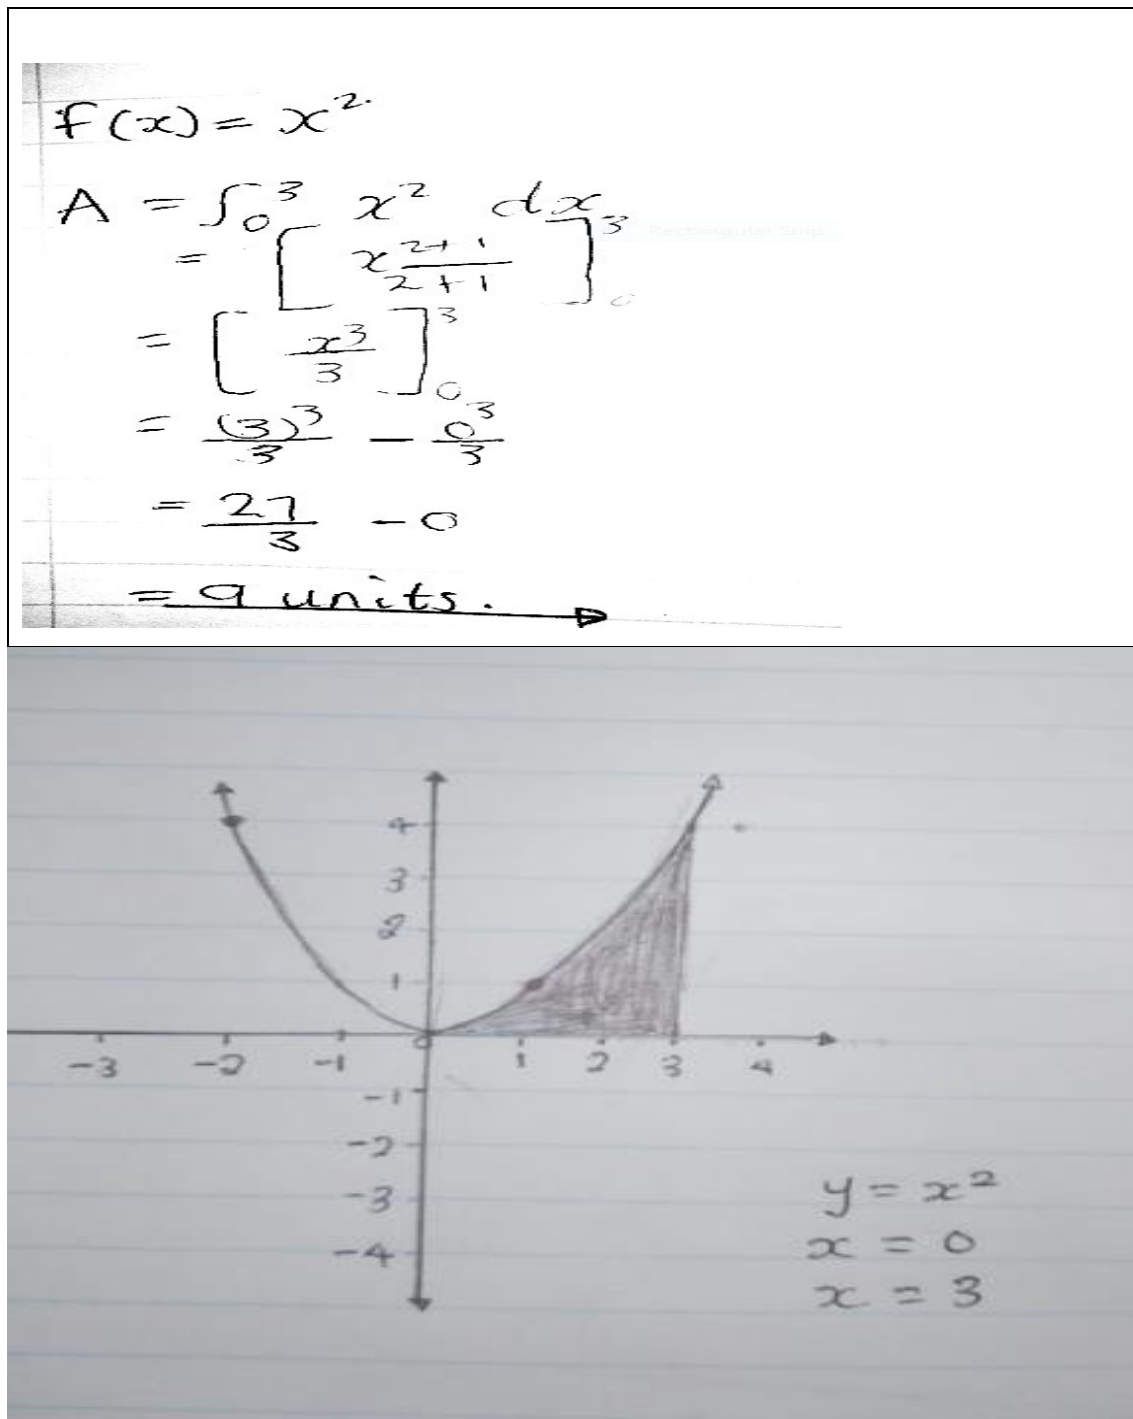 f(x) = x².
A = ∫₀³ x² dx
= [ x^(2+1) / (2+1) ]₀³
= [ x³/3 ]₀³
= (3)³/3 − 0³/3
= 27/3 − 0
= 9 units.
Rectangular Snip
4
3
2
1
-3 -2 -1 0 1 2 3 4
-1
-2
-3
-4
y = x²
x = 0
x = 3